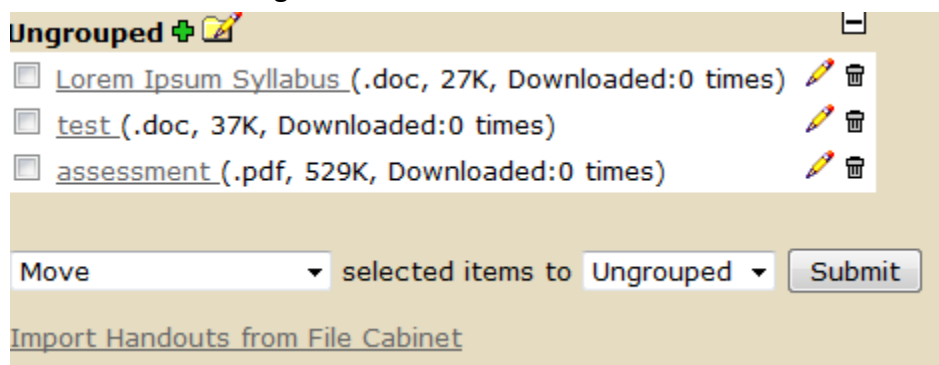 Ungrouped
Lorem Ipsum Syllabus (.doc, 27K, Downloaded:0 times)
test (.doc, 37K, Downloaded:0 times)
assessment (.pdf, 529K, Downloaded:0 times)
Move selected items to Ungrouped Submit
Import Handouts from File Cabinet